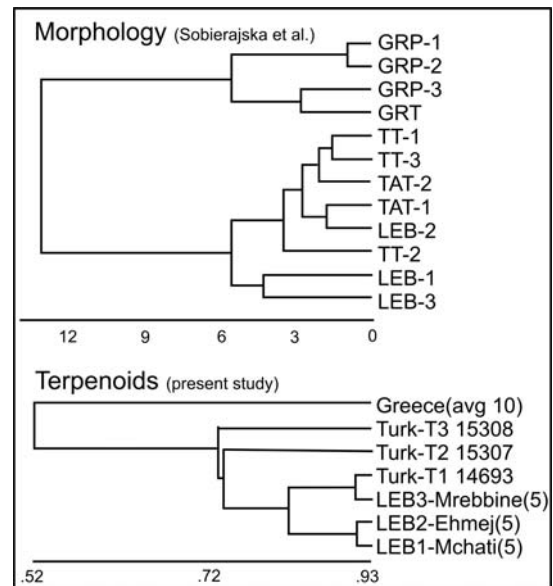 Morphology (Sobierajska et al.)
GRP-1
GRP-2
GRP-3
GRT
TT-1
TT-3
TAT-2
TAT-1
LEB-2
TT-2
LEB-1
LEB-3
12 9 6 3 0
Terpenoids (present study)
Greece(avg 10)
Turk-T3 15308
Turk-T2 15307
Turk-T1 14693
LEB3-Mrebbine(5)
LEB2-Ehmej(5)
LEB1-Mchati(5)
.52 .72 .93